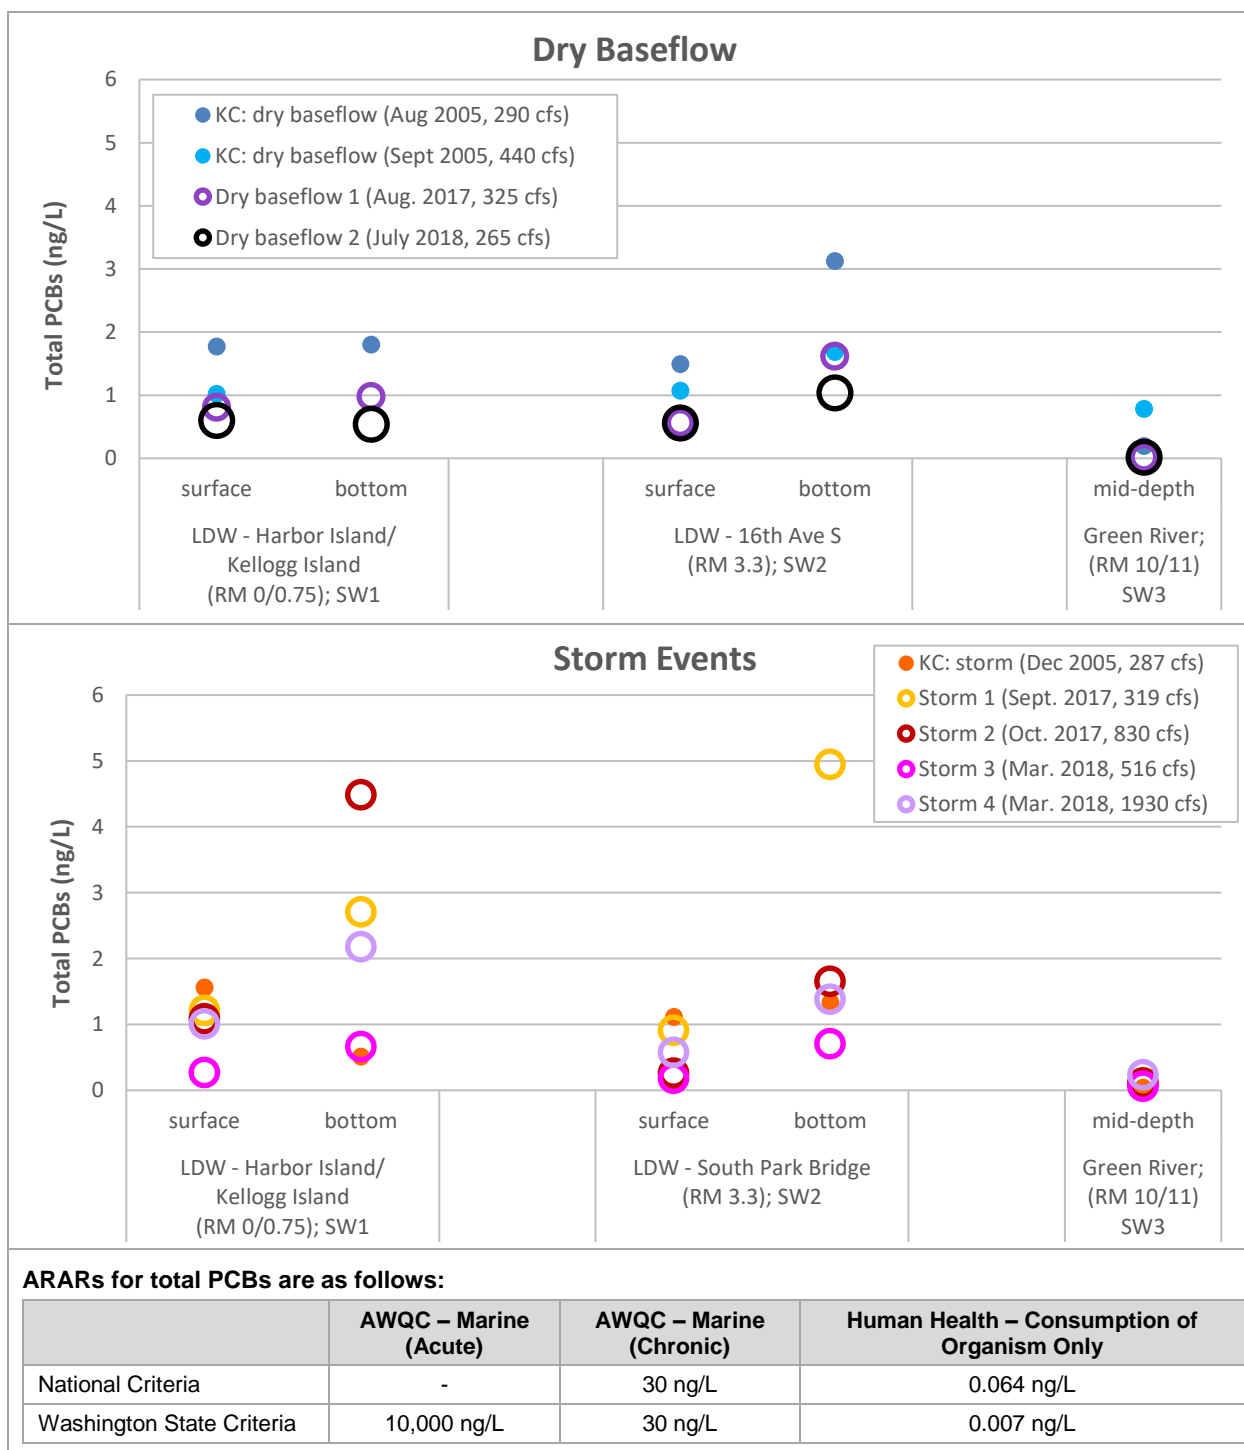 Dry Baseflow
Total PCBs (ng/L)
6
5
4
3
2
1
0
KC: dry baseflow (Aug 2005, 290 cfs)
KC: dry baseflow (Sept 2005, 440 cfs)
Dry baseflow 1 (Aug. 2017, 325 cfs)
Dry baseflow 2 (July 2018, 265 cfs)
surface bottom surface bottom mid-depth
LDW - Harbor Island/ LDW - 16th Ave S Green River;
Kellogg Island (RM 3.3); SW2 (RM 10/11)
(RM 0/0.75); SW1 SW3
Storm Events
Total PCBs (ng/L)
6
5
4
3
2
1
0
KC: storm (Dec 2005, 287 cfs)
Storm 1 (Sept. 2017, 319 cfs)
Storm 2 (Oct. 2017, 830 cfs)
Storm 3 (Mar. 2018, 516 cfs)
Storm 4 (Mar. 2018, 1930 cfs)
surface bottom surface bottom mid-depth
LDW - Harbor Island/ LDW - South Park Bridge Green River;
Kellogg Island (RM 3.3); SW2 (RM 10/11)
(RM 0/0.75); SW1 SW3
ARARs for total PCBs are as follows:
AWQC – Marine AWQC – Marine Human Health – Consumption of
(Acute) (Chronic) Organism Only
National Criteria - 30 ng/L 0.064 ng/L
Washington State Criteria 10,000 ng/L 30 ng/L 0.007 ng/L